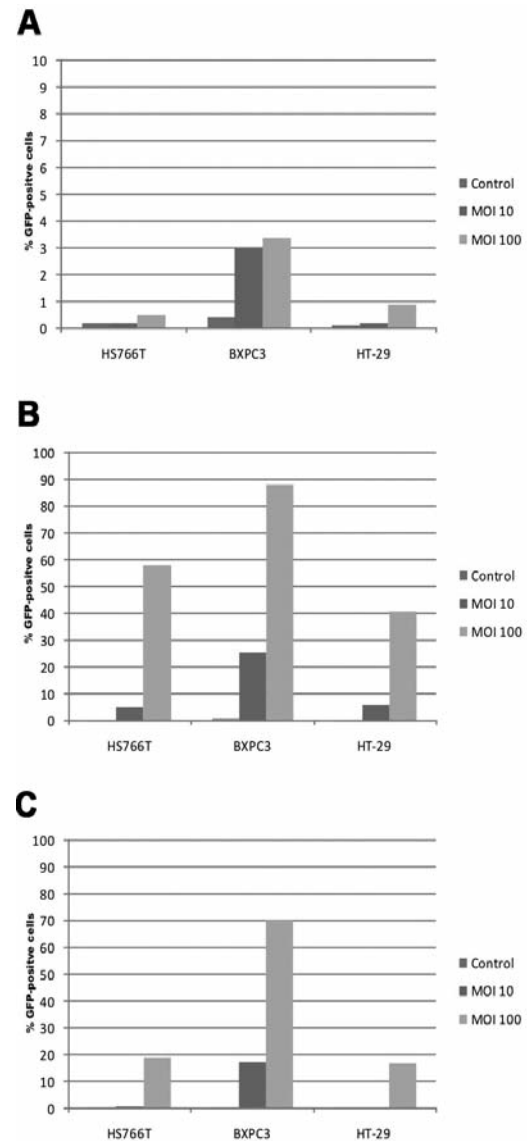 A
10
9
8
7
6
5
4
3
2
1
0
% GFP-positve cells
HS766T BXPC3 HT-29
Control
MOI 10
MOI 100
B
100
90
80
70
60
50
40
30
20
10
0
% GFP-positve cells
HS766T BXPC3 HT-29
Control
MOI 10
MOI 100
C
100
90
80
70
60
50
40
30
20
10
0
% GFP-positve cells
HS766T BXPC3 HT-29
Control
MOI 10
MOI 100